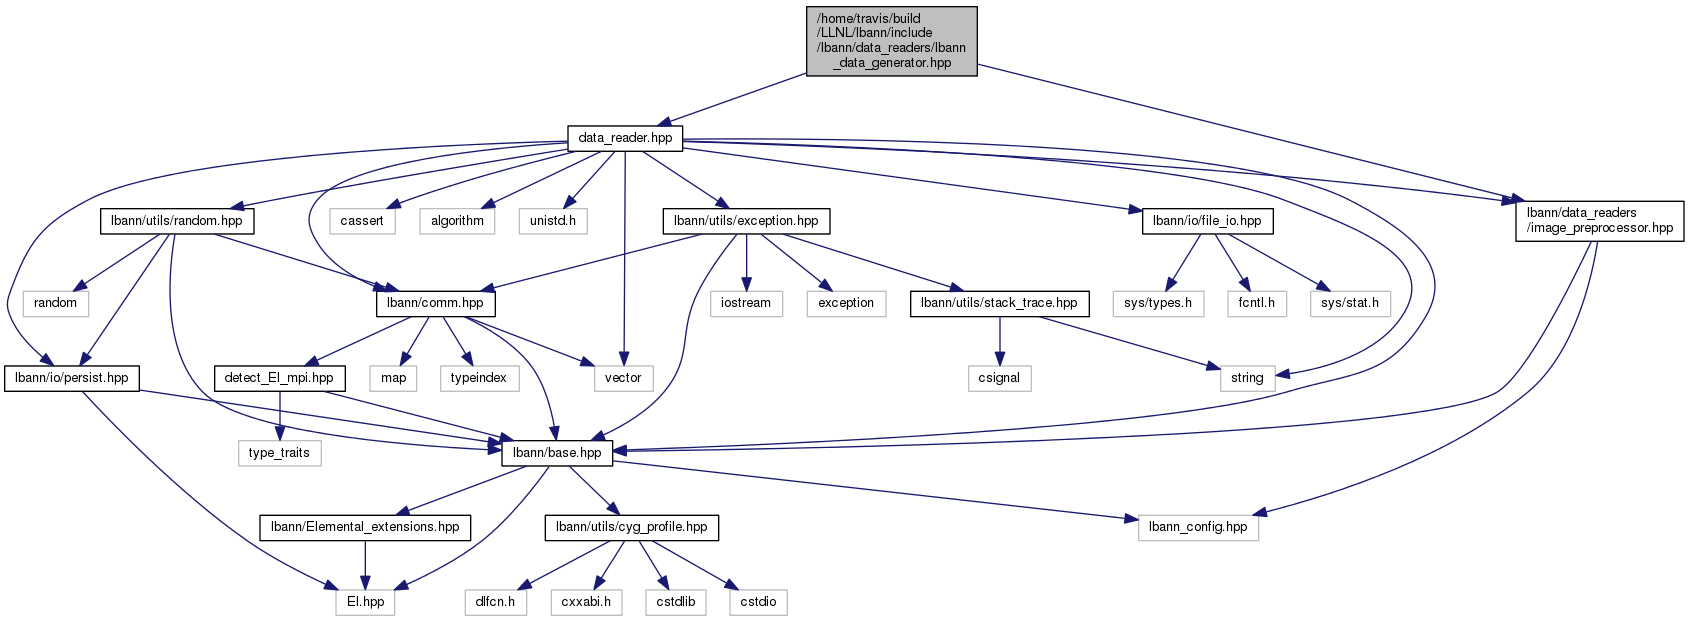 /home/travis/build
/LLNL/lbann/include
/lbann/data_readers/lbann
_data_generator.hpp
data_reader.hpp
lbann/utils/random.hpp
cassert
algorithm
unistd.h
lbann/utils/exception.hpp
lbann/io/file_io.hpp
lbann/data_readers
/image_preprocessor.hpp
random
lbann/comm.hpp
iostream
exception
lbann/utils/stack_trace.hpp
sys/types.h
fcntl.h
sys/stat.h
lbann/io/persist.hpp
detect_El_mpi.hpp
map
typeindex
vector
csignal
string
type_traits
lbann/base.hpp
lbann/Elemental_extensions.hpp
lbann/utils/cyg_profile.hpp
lbann_config.hpp
El.hpp
dlfcn.h
cxxabi.h
cstdlib
cstdio